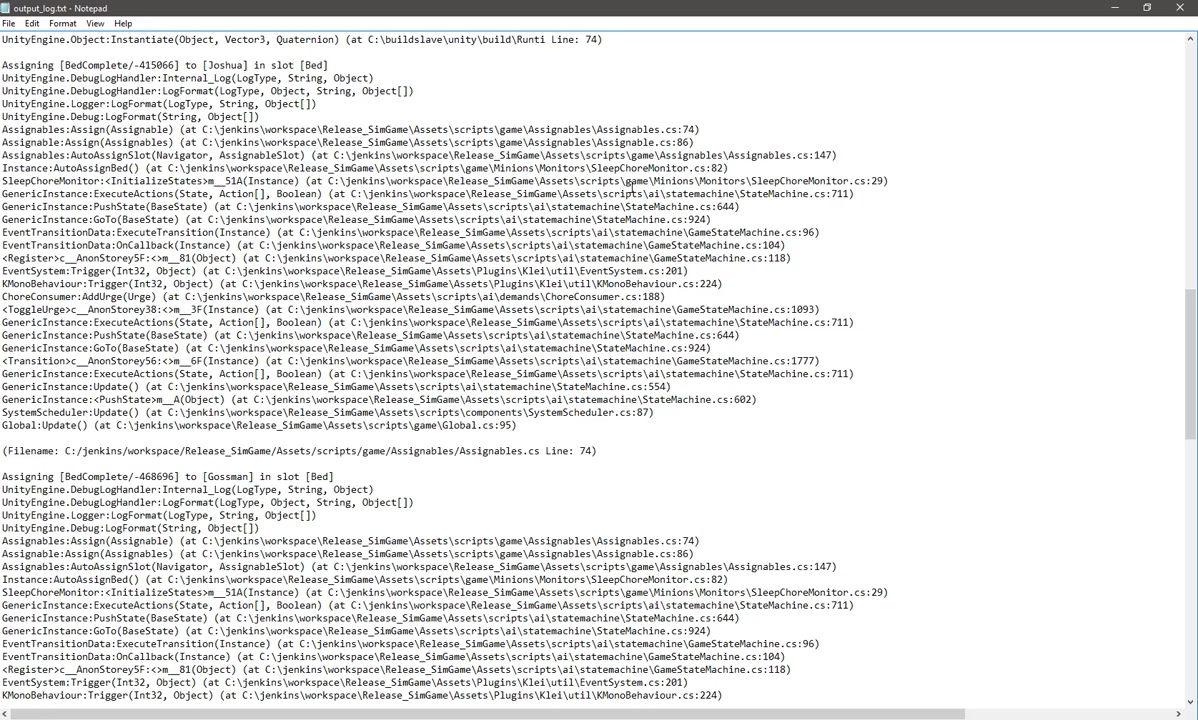 output_log.txt - Notepad
File Edit Format View Help
UnityEngine.Object:Instantiate(Object, Vector3, Quaternion) (at C:\buildslave\unity\build\Runti Line: 74)
Assigning [BedComplete/-415066] to [Joshua] in slot [Bed]
UnityEngine.DebugLogHandler:Internal_Log(LogType, String, Object)
UnityEngine.DebugLogHandler:LogFormat(LogType, Object, String, Object[])
UnityEngine.Logger:LogFormat(LogType, String, Object[])
UnityEngine.Debug:LogFormat(String, Object[])
Assignables:Assign(Assignable) (at C:\jenkins\workspace\Release_SimGame\Assets\scripts\game\Assignables\Assignables.cs:74)
Assignable:Assign(Assignables) (at C:\jenkins\workspace\Release_SimGame\Assets\scripts\game\Assignables\Assignable.cs:86)
Assignables:AutoAssignSlot(Navigator, AssignableSlot) (at C:\jenkins\workspace\Release_SimGame\Assets\scripts\game\Assignables\Assignables.cs:147)
Instance:AutoAssignBed() (at C:\jenkins\workspace\Release_SimGame\Assets\scripts\game\Minions\Monitors\SleepChoreMonitor.cs:82)
SleepChoreMonitor:<InitializeStates>m__51A(Instance) (at C:\jenkins\workspace\Release_SimGame\Assets\scripts\game\Minions\Monitors\SleepChoreMonitor.cs:29)
GenericInstance:ExecuteActions(State, Action[], Boolean) (at C:\jenkins\workspace\Release_SimGame\Assets\scripts\ai\statemachine\StateMachine.cs:711)
GenericInstance:PushState(BaseState) (at C:\jenkins\workspace\Release_SimGame\Assets\scripts\ai\statemachine\StateMachine.cs:644)
GenericInstance:GoTo(BaseState) (at C:\jenkins\workspace\Release_SimGame\Assets\scripts\ai\statemachine\StateMachine.cs:924)
EventTransitionData:ExecuteTransition(Instance) (at C:\jenkins\workspace\Release_SimGame\Assets\scripts\ai\statemachine\GameStateMachine.cs:96)
EventTransitionData:OnCallback(Instance) (at C:\jenkins\workspace\Release_SimGame\Assets\scripts\ai\statemachine\GameStateMachine.cs:104)
<Register>c__AnonStorey5F:<>m__81(Object) (at C:\jenkins\workspace\Release_SimGame\Assets\scripts\ai\statemachine\GameStateMachine.cs:118)
EventSystem:Trigger(Int32, Object) (at C:\jenkins\workspace\Release_SimGame\Assets\Plugins\Klei\util\EventSystem.cs:201)
KMonoBehaviour:Trigger(Int32, Object) (at C:\jenkins\workspace\Release_SimGame\Assets\Plugins\Klei\util\KMonoBehaviour.cs:224)
ChoreConsumer:AddUrge(Urge) (at C:\jenkins\workspace\Release_SimGame\Assets\scripts\ai\demands\ChoreConsumer.cs:188)
<ToggleUrge>c__AnonStorey38:<>m__3F(Instance) (at C:\jenkins\workspace\Release_SimGame\Assets\scripts\ai\statemachine\GameStateMachine.cs:1093)
GenericInstance:ExecuteActions(State, Action[], Boolean) (at C:\jenkins\workspace\Release_SimGame\Assets\scripts\ai\statemachine\StateMachine.cs:711)
GenericInstance:PushState(BaseState) (at C:\jenkins\workspace\Release_SimGame\Assets\scripts\ai\statemachine\StateMachine.cs:644)
GenericInstance:GoTo(BaseState) (at C:\jenkins\workspace\Release_SimGame\Assets\scripts\ai\statemachine\StateMachine.cs:924)
<Transition>c__AnonStorey56:<>m__6F(Instance) (at C:\jenkins\workspace\Release_SimGame\Assets\scripts\ai\statemachine\GameStateMachine.cs:1777)
GenericInstance:ExecuteActions(State, Action[], Boolean) (at C:\jenkins\workspace\Release_SimGame\Assets\scripts\ai\statemachine\StateMachine.cs:711)
GenericInstance:Update() (at C:\jenkins\workspace\Release_SimGame\Assets\scripts\ai\statemachine\StateMachine.cs:554)
GenericInstance:<PushState>m__A(Object) (at C:\jenkins\workspace\Release_SimGame\Assets\scripts\ai\statemachine\StateMachine.cs:602)
SystemScheduler:Update() (at C:\jenkins\workspace\Release_SimGame\Assets\scripts\components\SystemScheduler.cs:87)
Global:Update() (at C:\jenkins\workspace\Release_SimGame\Assets\scripts\game\Global.cs:95)
(Filename: C:/jenkins/workspace/Release_SimGame/Assets/scripts/game/Assignables/Assignables.cs Line: 74)
Assigning [BedComplete/-468696] to [Gossman] in slot [Bed]
UnityEngine.DebugLogHandler:Internal_Log(LogType, String, Object)
UnityEngine.DebugLogHandler:LogFormat(LogType, Object, String, Object[])
UnityEngine.Logger:LogFormat(LogType, String, Object[])
UnityEngine.Debug:LogFormat(String, Object[])
Assignables:Assign(Assignable) (at C:\jenkins\workspace\Release_SimGame\Assets\scripts\game\Assignables\Assignables.cs:74)
Assignable:Assign(Assignables) (at C:\jenkins\workspace\Release_SimGame\Assets\scripts\game\Assignables\Assignable.cs:86)
Assignables:AutoAssignSlot(Navigator, AssignableSlot) (at C:\jenkins\workspace\Release_SimGame\Assets\scripts\game\Assignables\Assignables.cs:147)
Instance:AutoAssignBed() (at C:\jenkins\workspace\Release_SimGame\Assets\scripts\game\Minions\Monitors\SleepChoreMonitor.cs:82)
SleepChoreMonitor:<InitializeStates>m__51A(Instance) (at C:\jenkins\workspace\Release_SimGame\Assets\scripts\game\Minions\Monitors\SleepChoreMonitor.cs:29)
GenericInstance:ExecuteActions(State, Action[], Boolean) (at C:\jenkins\workspace\Release_SimGame\Assets\scripts\ai\statemachine\StateMachine.cs:711)
GenericInstance:PushState(BaseState) (at C:\jenkins\workspace\Release_SimGame\Assets\scripts\ai\statemachine\StateMachine.cs:644)
GenericInstance:GoTo(BaseState) (at C:\jenkins\workspace\Release_SimGame\Assets\scripts\ai\statemachine\StateMachine.cs:924)
EventTransitionData:ExecuteTransition(Instance) (at C:\jenkins\workspace\Release_SimGame\Assets\scripts\ai\statemachine\GameStateMachine.cs:96)
EventTransitionData:OnCallback(Instance) (at C:\jenkins\workspace\Release_SimGame\Assets\scripts\ai\statemachine\GameStateMachine.cs:104)
<Register>c__AnonStorey5F:<>m__81(Object) (at C:\jenkins\workspace\Release_SimGame\Assets\scripts\ai\statemachine\GameStateMachine.cs:118)
EventSystem:Trigger(Int32, Object) (at C:\jenkins\workspace\Release_SimGame\Assets\Plugins\Klei\util\EventSystem.cs:201)
KMonoBehaviour:Trigger(Int32, Object) (at C:\jenkins\workspace\Release_SimGame\Assets\Plugins\Klei\util\KMonoBehaviour.cs:224)